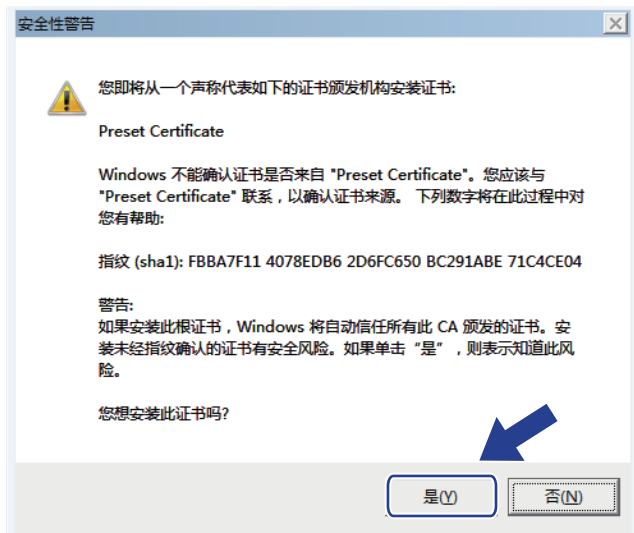 安全性警告
您即将从一个声称代表如下的证书颁发机构安装证书:
Preset Certificate
Windows 不能确认证书是否来自 "Preset Certificate"。您应该与
"Preset Certificate" 联系，以确认证书来源。 下列数字将在此过程中对
您有帮助:
指纹 (sha1): FBBA7F11 4078EDB6 2D6FC650 BC291ABE 71C4CE04
警告:
如果安装此根证书，Windows 将自动信任所有此 CA 颁发的证书。安
装未经指纹确认的证书有安全风险。如果单击“是”，则表示知道此风
险。
您想安装此证书吗?
是(Y) 否(N)